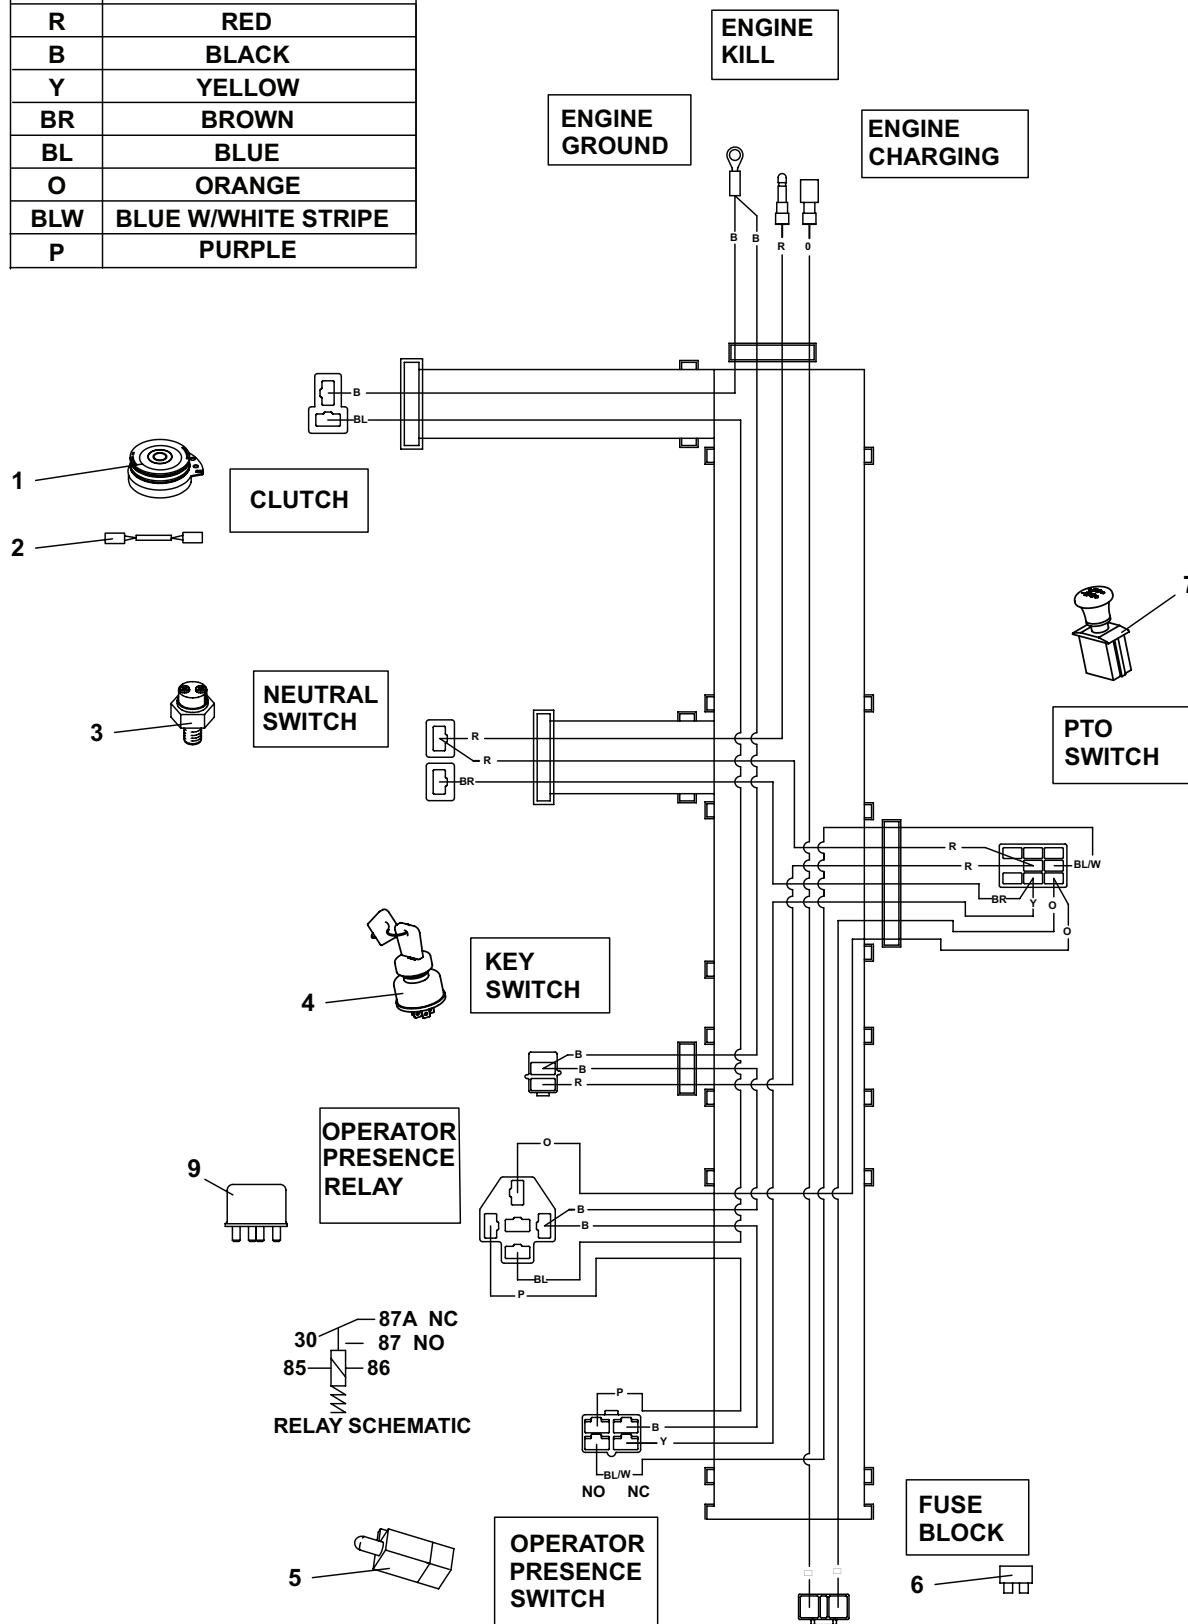 R RED
B BLACK
Y YELLOW
BR BROWN
BL BLUE
O ORANGE
BLW BLUE W/WHITE STRIPE
P PURPLE
ENGINE
KILL
ENGINE
GROUND
ENGINE
CHARGING
B B R 0
B
BL
1
CLUTCH
2
7
NEUTRAL
SWITCH
3
R
R
BR
PTO
SWITCH
R
R
BL/W
BR Y O
O
KEY
SWITCH
4
B
B
R
OPERATOR
PRESENCE
RELAY
9
O
B
B
BL
P
87A NC
30
87 NO
85 86
RELAY SCHEMATIC
P
B
Y
BL/W
NO NC
FUSE
BLOCK
OPERATOR
PRESENCE
SWITCH
5
6